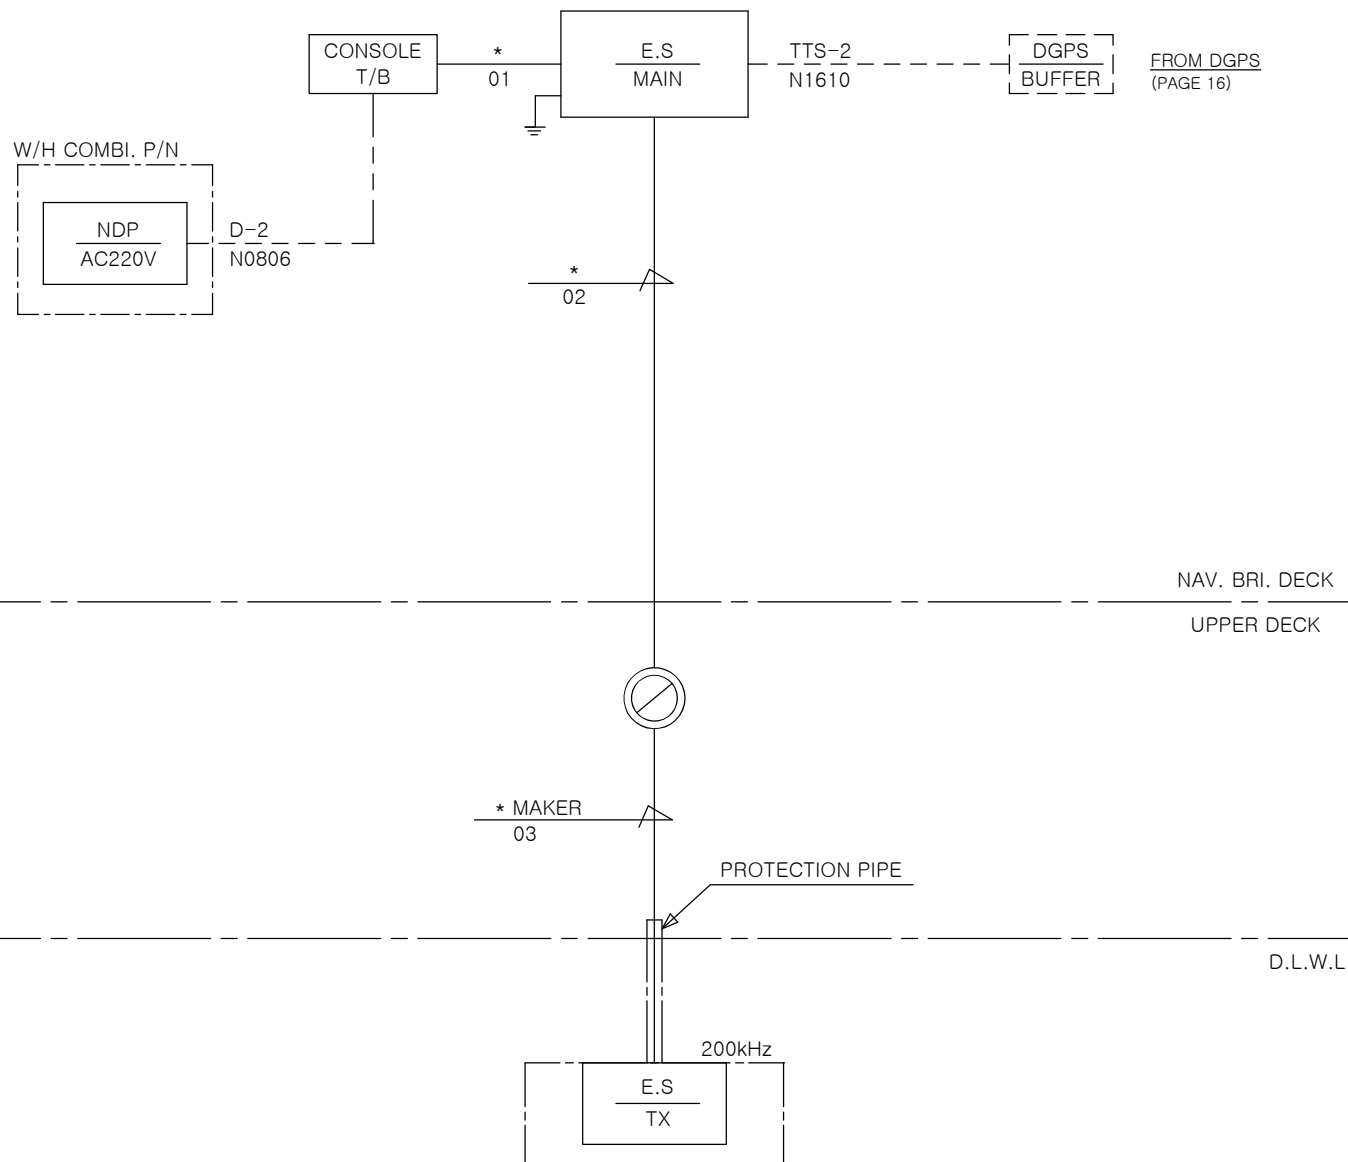 CONSOLE
T/B
*
01
E.S
MAIN
TTS-2
N1610
DGPS
BUFFER
FROM DGPS
(PAGE 16)
W/H COMBI. P/N
NDP
AC220V
D-2
N0806
*
02
NAV. BRI. DECK
UPPER DECK
* MAKER
03
PROTECTION PIPE
D.L.W.L
200kHz
E.S
TX